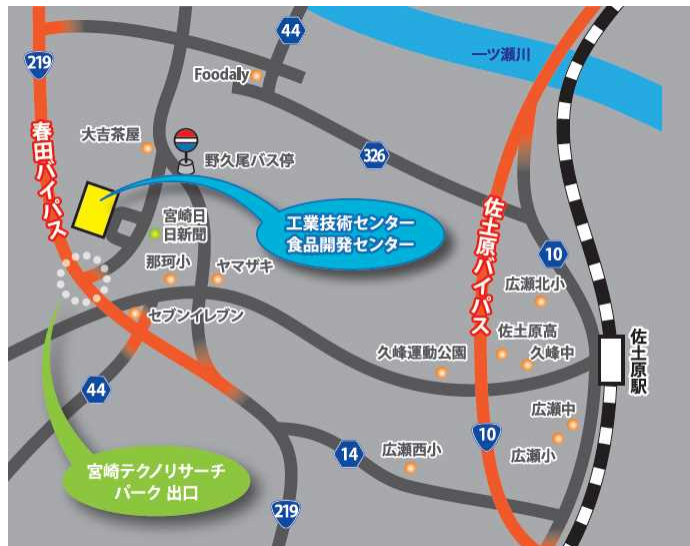 44
219
Foodaly
一ツ瀬川
大吉茶屋
野久尾バス停
326
春田バイパス
工業技術センター
食品開発センター
宮崎日
日新聞
佐土原バイパス
10
那珂小
ヤマザキ
広瀬北小
セブンイレブン
佐土原高
久峰運動公園
久峰中
佐土原駅
44
広瀬中
10
広瀬小
14
広瀬西小
宮崎テクノリサーチ
パーク 出口
219